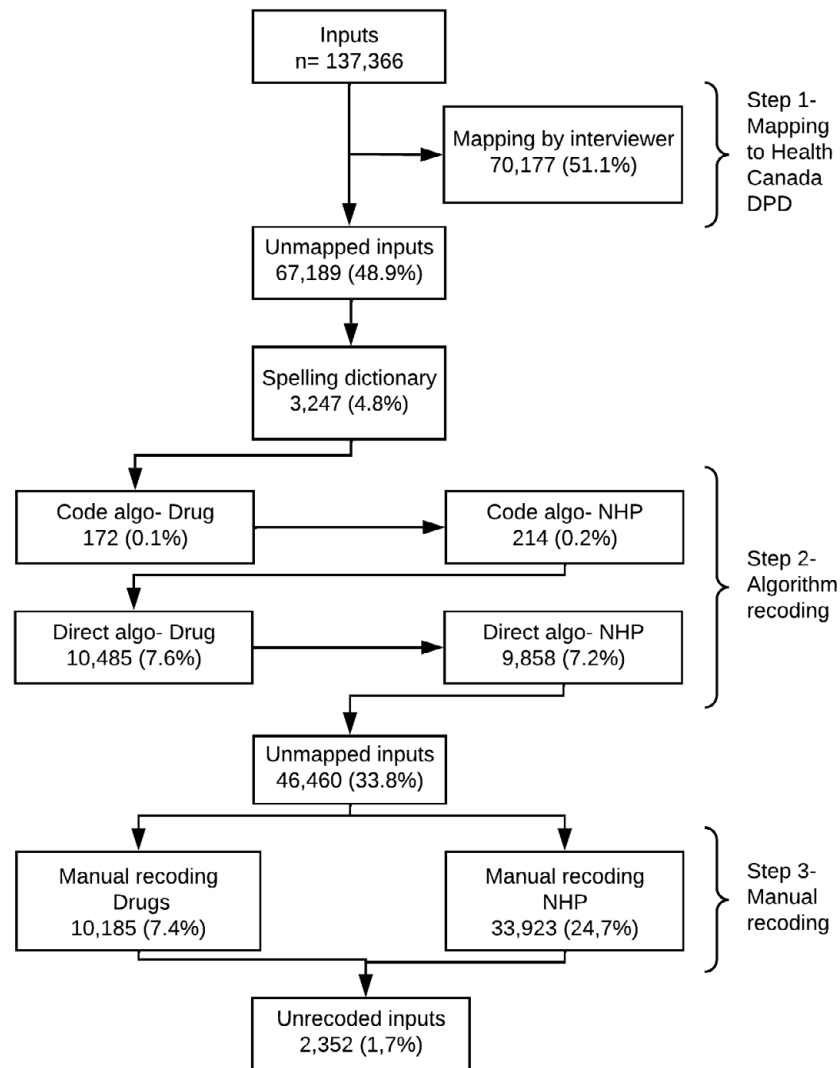 Inputs
n= 137,366
Step 1-
Mapping
to Health
Canada
DPD
Mapping by interviewer
70,177 (51.1%)
Unmapped inputs
67,189 (48.9%)
Spelling dictionary
3,247 (4.8%)
Code algo- Drug
172 (0.1%)
Code algo- NHP
214 (0.2%)
Step 2-
Algorithm
recoding
Direct algo- Drug
10,485 (7.6%)
Direct algo- NHP
9,858 (7.2%)
Unmapped inputs
46,460 (33.8%)
Manual recoding
Drugs
10,185 (7.4%)
Manual recoding
NHP
33,923 (24,7%)
Step 3-
Manual
recoding
Unrecoded inputs
2,352 (1,7%)